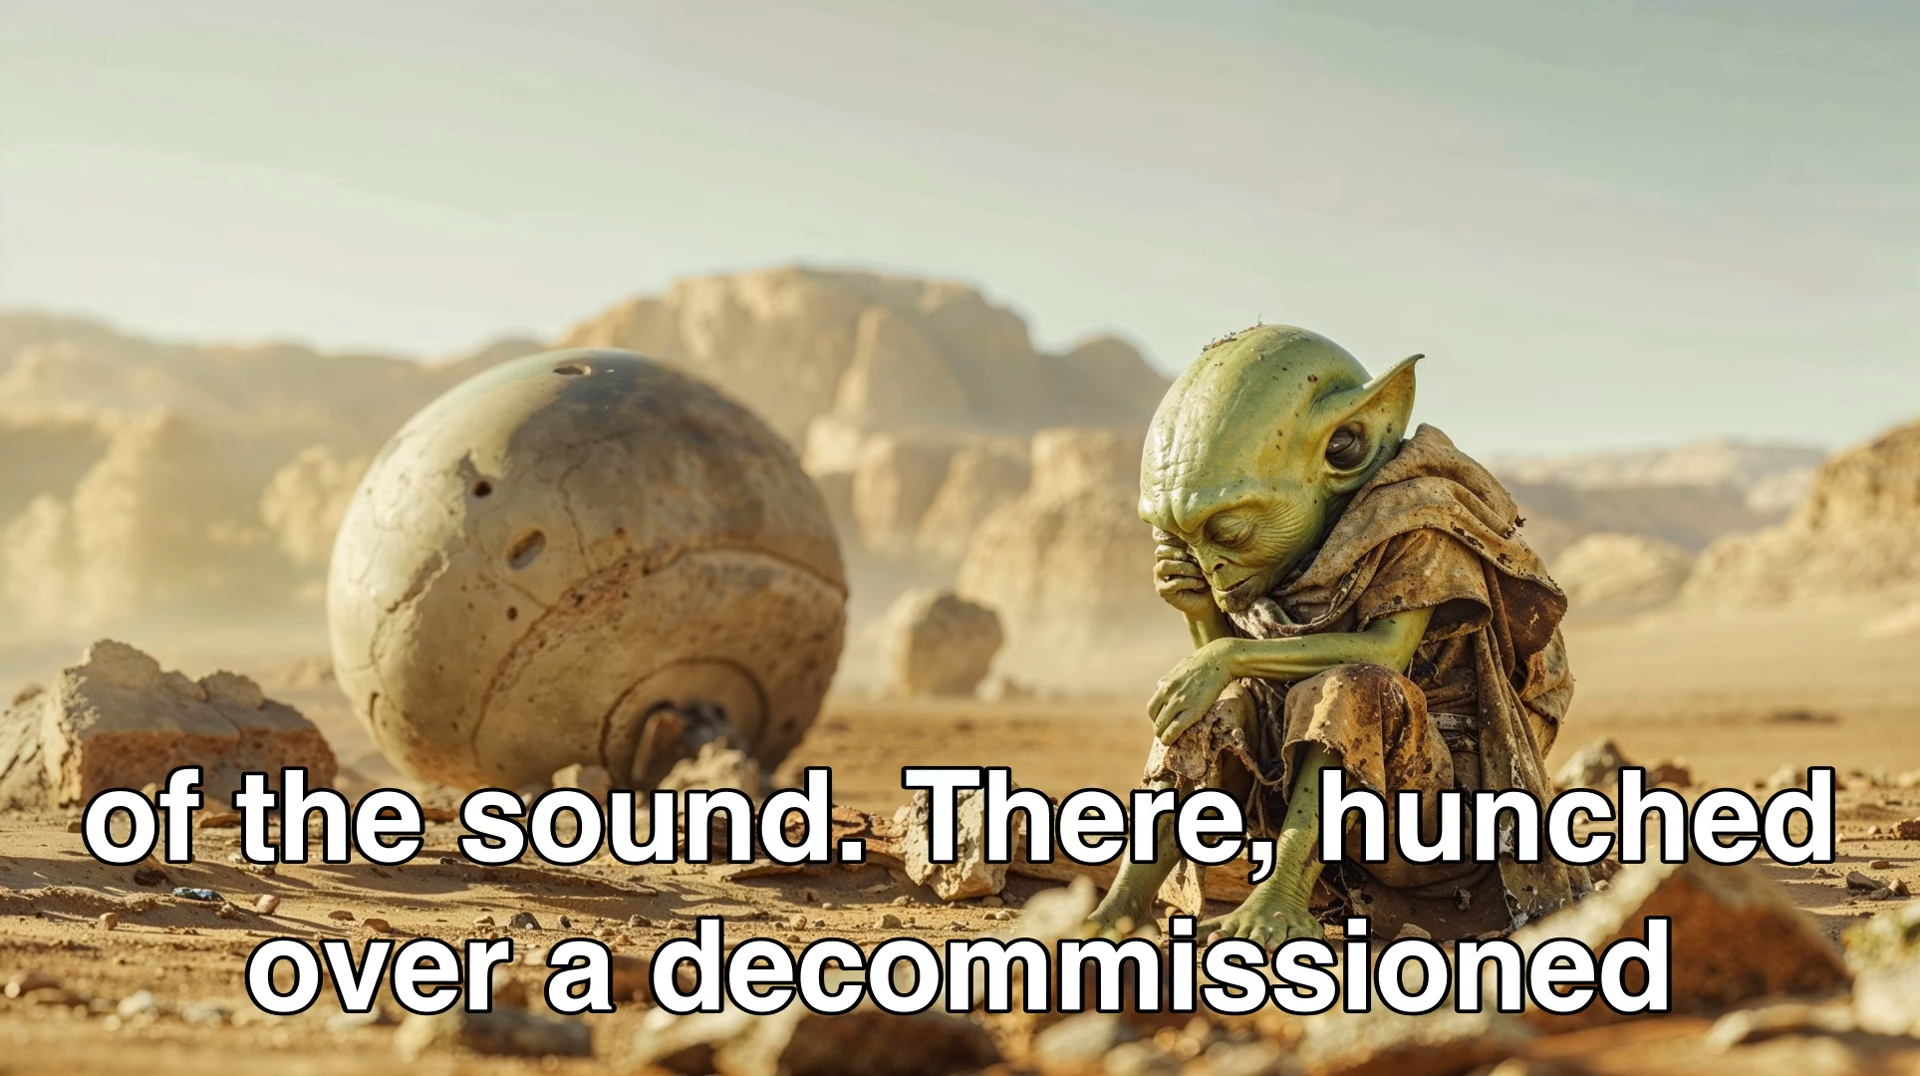 of the sound. There, hunched
over a decommissioned